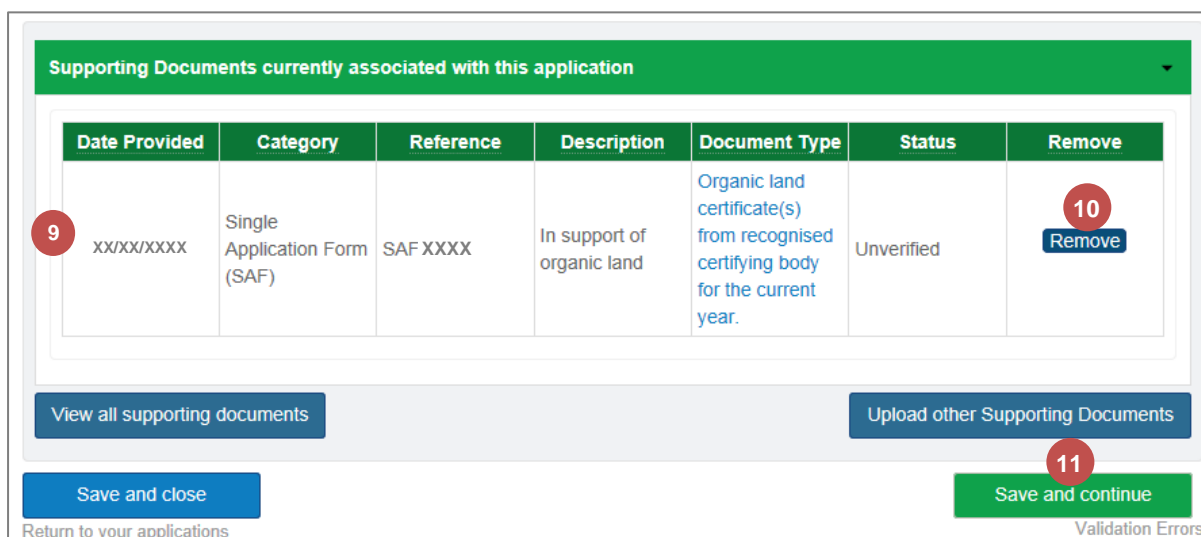 Supporting Documents currently associated with this application
Date Provided Category Reference Description Document Type Status Remove
9
XX/XX/XXXX
Single
Application Form
(SAF)
SAF XXXX
In support of
organic land
Organic land
certificate(s)
from recognised
certifying body
for the current
year.
Unverified
10
Remove
View all supporting documents
Upload other Supporting Documents
11
Save and close
Save and continue
Return to your applications
Validation Errors